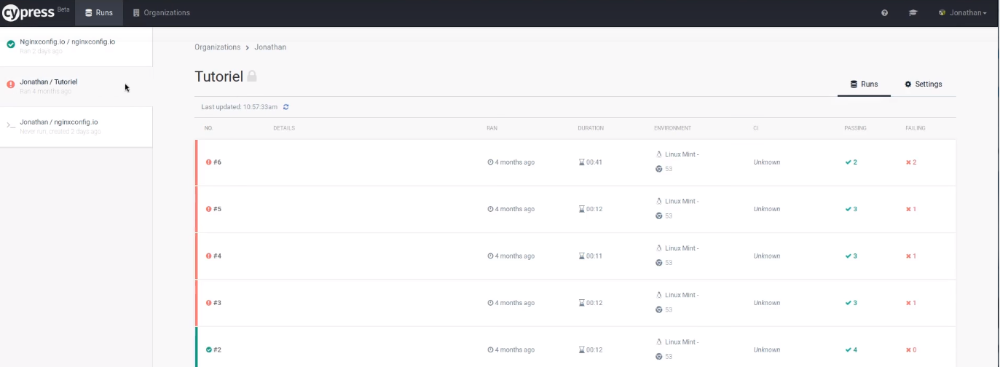 cypress Beta Runs Organizations Jonathan
Nginxconfig.io / nginxconfig.io
Ran 2 days ago
Jonathan / Tutoriel
Ran 4 months ago
Jonathan / nginxconfig.io
Never run, created 2 days ago
Organizations > Jonathan
Tutoriel
Runs Settings
Last updated: 10:57:33am
NO. DETAILS RAN DURATION ENVIRONMENT CI PASSING FAILING
#6 4 months ago 00:41 Linux Mint - Unknown 2 2
53
#5 4 months ago 00:12 Linux Mint - Unknown 3 1
53
#4 4 months ago 00:11 Linux Mint - Unknown 3 1
53
#3 4 months ago 00:12 Linux Mint - Unknown 3 1
53
#2 4 months ago 00:12 Linux Mint - Unknown 4 0
53